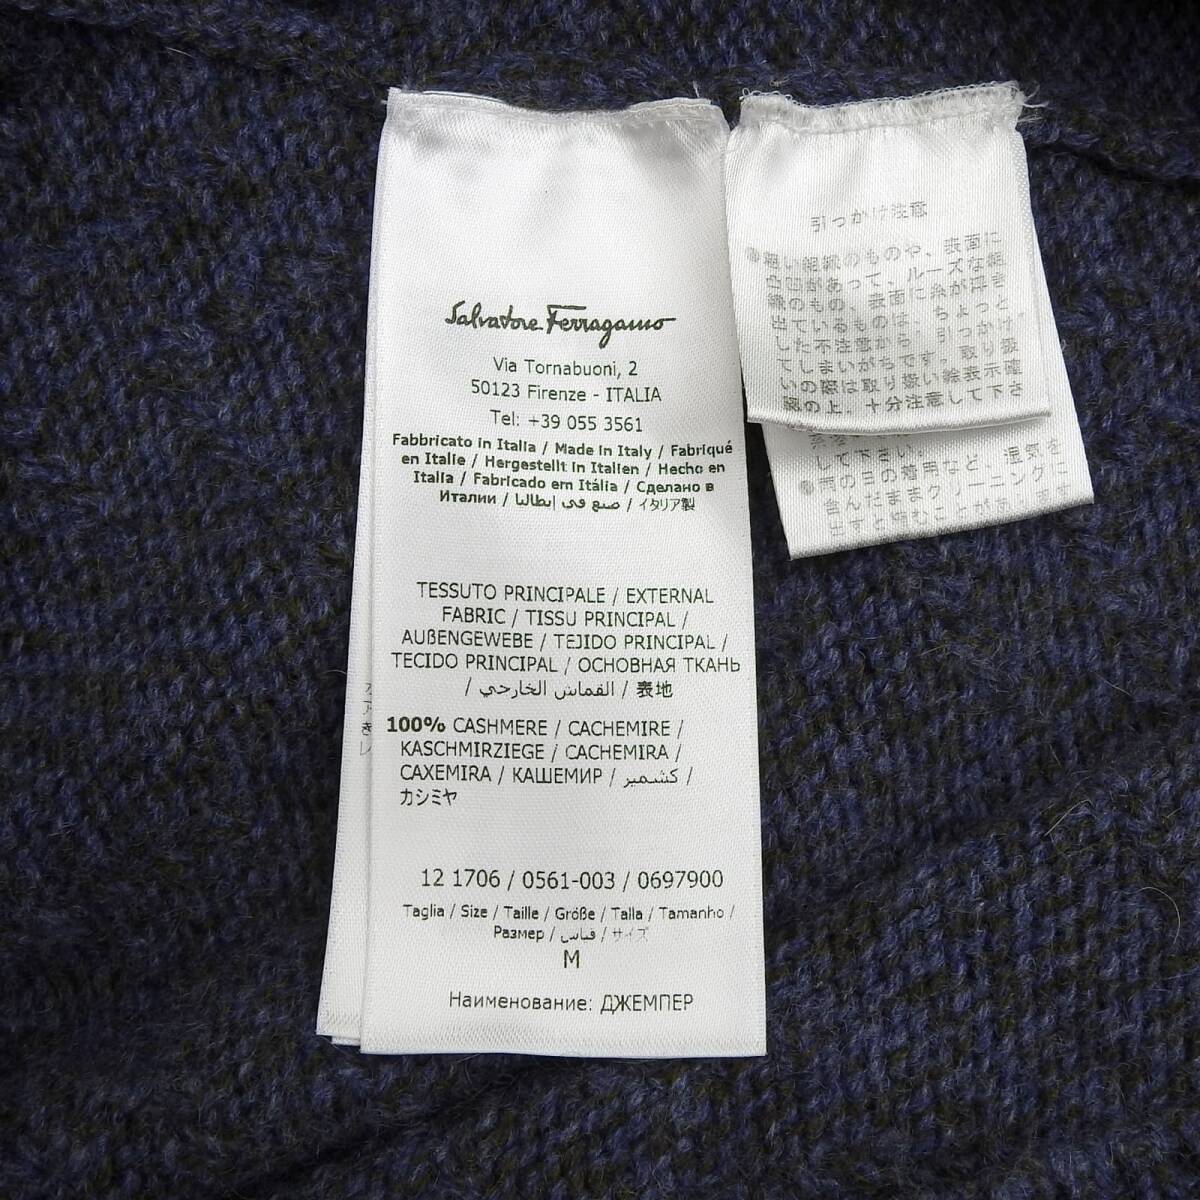 Salvatore Ferragamo
Via Tornabuoni, 2
50123 Firenze - ITALIA
Tel: +39 055 3561
Fabbricato in Italia / Made in Italy / Fabriqué
en Italie / Hergestellt in Italien / Hecho en
Italia / Fabricado em Itália / Сделано в
Италии / صنع في إيطاليا / イタリア製
TESSUTO PRINCIPALE / EXTERNAL
FABRIC / TISSU PRINCIPAL /
AUßENGEWEBE / TEJIDO PRINCIPAL /
TECIDO PRINCIPAL / ОСНОВНАЯ ТКАНЬ
/ القماش الخارجي / 表地
100% CASHMERE / CACHEMIRE /
KASCHMIRZIEGE / CACHEMIRA /
CAXEMIRA / КАШЕМИР / كشمير /
カシミヤ
12 1706 / 0561-003 / 0697900
Taglia / Size / Taille / Größe / Talla / Tamanho /
Размер / قياس / サイズ
M
Наименование: ДЖЕМПЕР
引っかけ注意
粗い組織のものや、表面に
凸凹があって、ルーズな組
織のもの、表面に糸が浮き
出ているものは、ちょっと
した不注意から、引っかけ
てしまいがちです。取り扱
いの際は取り扱い絵表示確
認の上、十分注意して下さ
して下さい。
雨の日の着用など、湿気を
含んだままクリーニングに
出すと縮むことがあ